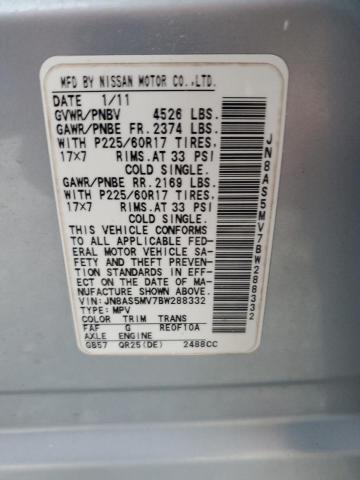 MFD BY NISSAN MOTOR CO.,LTD.
DATE 1/11
GVWR/PNBV 4526 LBS.
GAWR/PNBE FR. 2374 LBS.
WITH P225/60R17 TIRES,
17×7 RIMS.AT 33 PSI
COLD SINGLE.
GAWR/PNBE RR. 2169 LBS.
WITH P225/60R17 TIRES,
17×7 RIMS.AT 33 PSI
COLD SINGLE.
THIS VEHICLE CONFORMS
TO ALL APPLICABLE FED-
ERAL MOTOR VEHICLE SA-
FETY AND THEFT PREVEN-
TION STANDARDS IN EFF-
ECT ON THE DATE OF MA-
NUFACTURE SHOWN ABOVE.
VIN:JN8AS5MV7BW288332
TYPE: MPV
COLOR TRIM TRANS
FAF G RE0F10A
AXLE ENGINE
GB57 QR25(DE) 2488CC
JN8AS5MV7BW288332